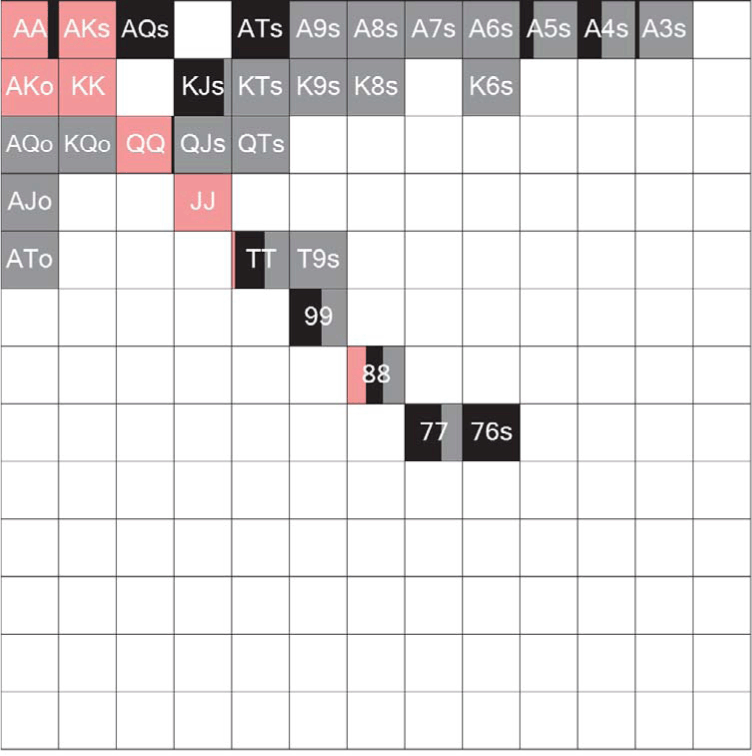 AA AKs AQs ATs A9s A8s A7s A6s A5s A4s A3s
AKo KK KJs KTs K9s K8s K6s
AQo KQo QQ QJs QTs
AJo JJ
ATo TT T9s
99
88
77 76s